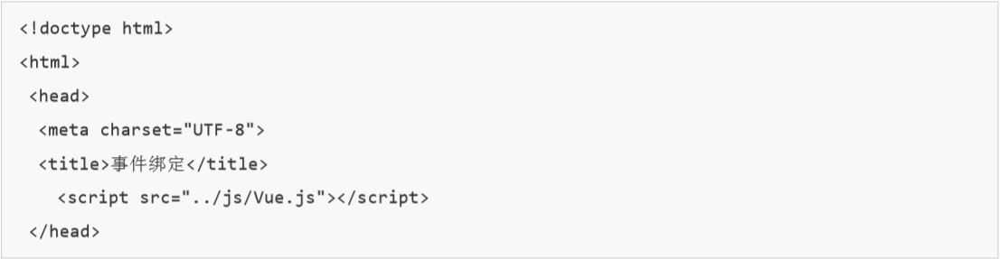 <!doctype html>
<html>
<head>
<meta charset="UTF-8">
<title>事件绑定</title>
<script src="../js/Vue.js"></script>
</head>